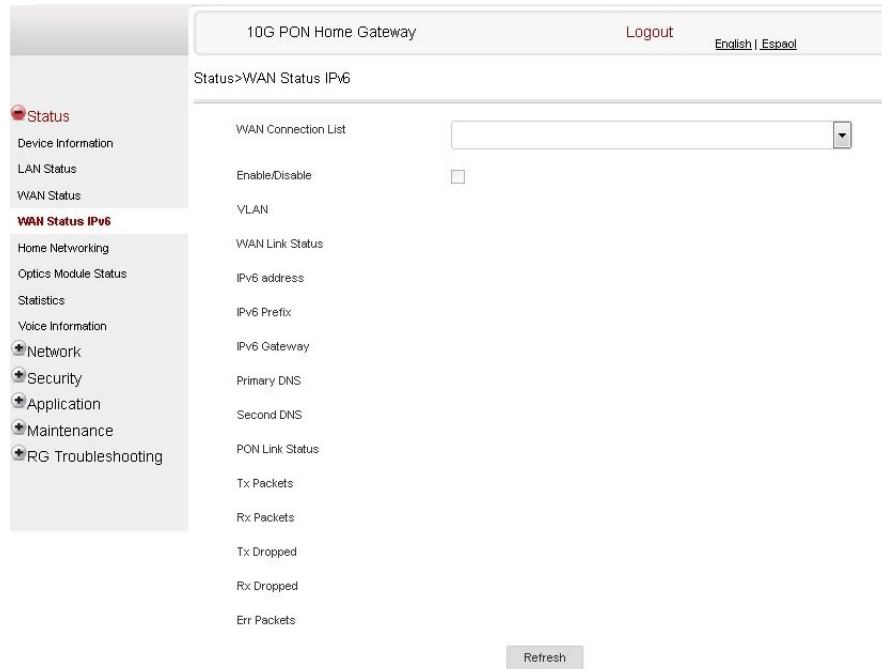 10G PON Home Gateway
Logout
English | Espaol
Status>WAN Status IPv6
Status
Device Information
LAN Status
WAN Status
WAN Status IPv6
Home Networking
Optics Module Status
Statistics
Voice Information
Network
Security
Application
Maintenance
RG Troubleshooting
WAN Connection List
Enable/Disable
VLAN
WAN Link Status
IPv6 address
IPv6 Prefix
IPv6 Gateway
Primary DNS
Second DNS
PON Link Status
Tx Packets
Rx Packets
Tx Dropped
Rx Dropped
Err Packets
Refresh